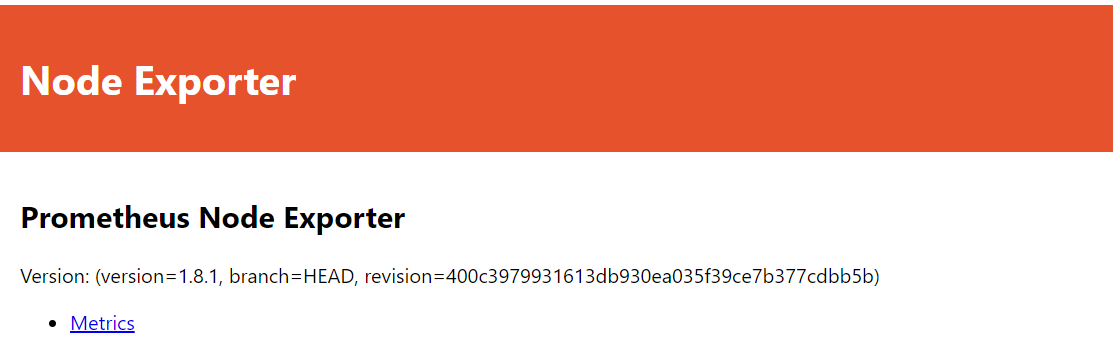 Node Exporter
Prometheus Node Exporter
Version: (version=1.8.1, branch=HEAD, revision=400c3979931613db930ea035f39ce7b377cdbb5b)
Metrics